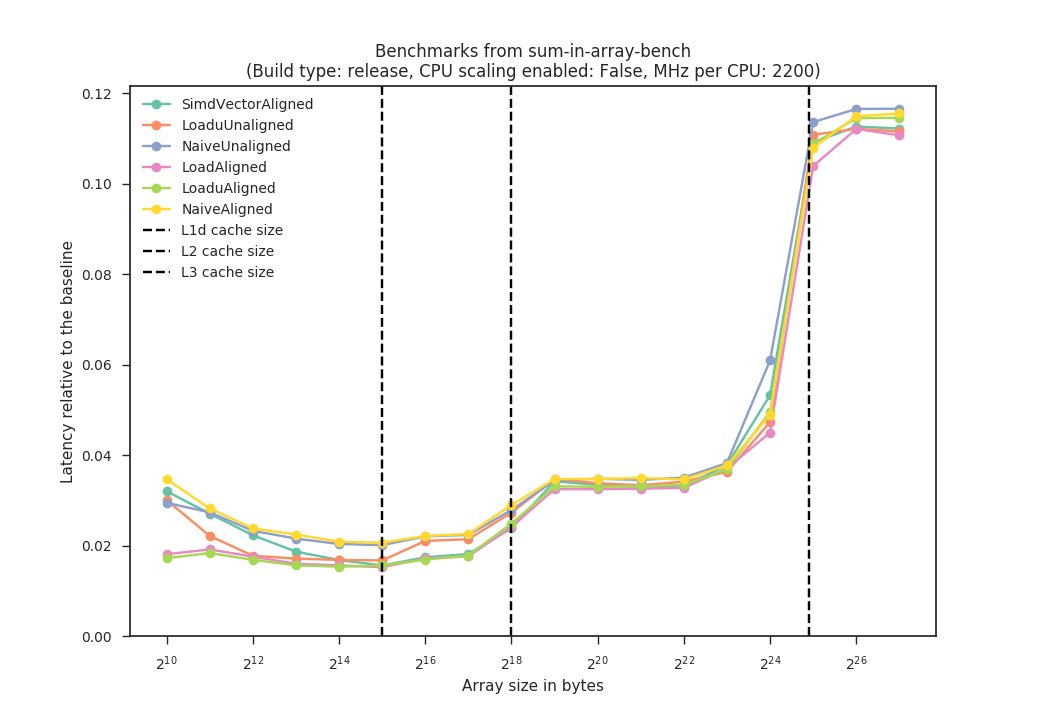 Benchmarks from sum-in-array-bench
(Build type: release, CPU scaling enabled: False, MHz per CPU: 2200)
SimdVectorAligned
LoaduUnaligned
NaiveUnaligned
LoadAligned
LoaduAligned
NaiveAligned
L1d cache size
L2 cache size
L3 cache size
Latency relative to the baseline
0.12
0.10
0.08
0.06
0.04
0.02
0.00
2^10 2^12 2^14 2^16 2^18 2^20 2^22 2^24 2^26
Array size in bytes